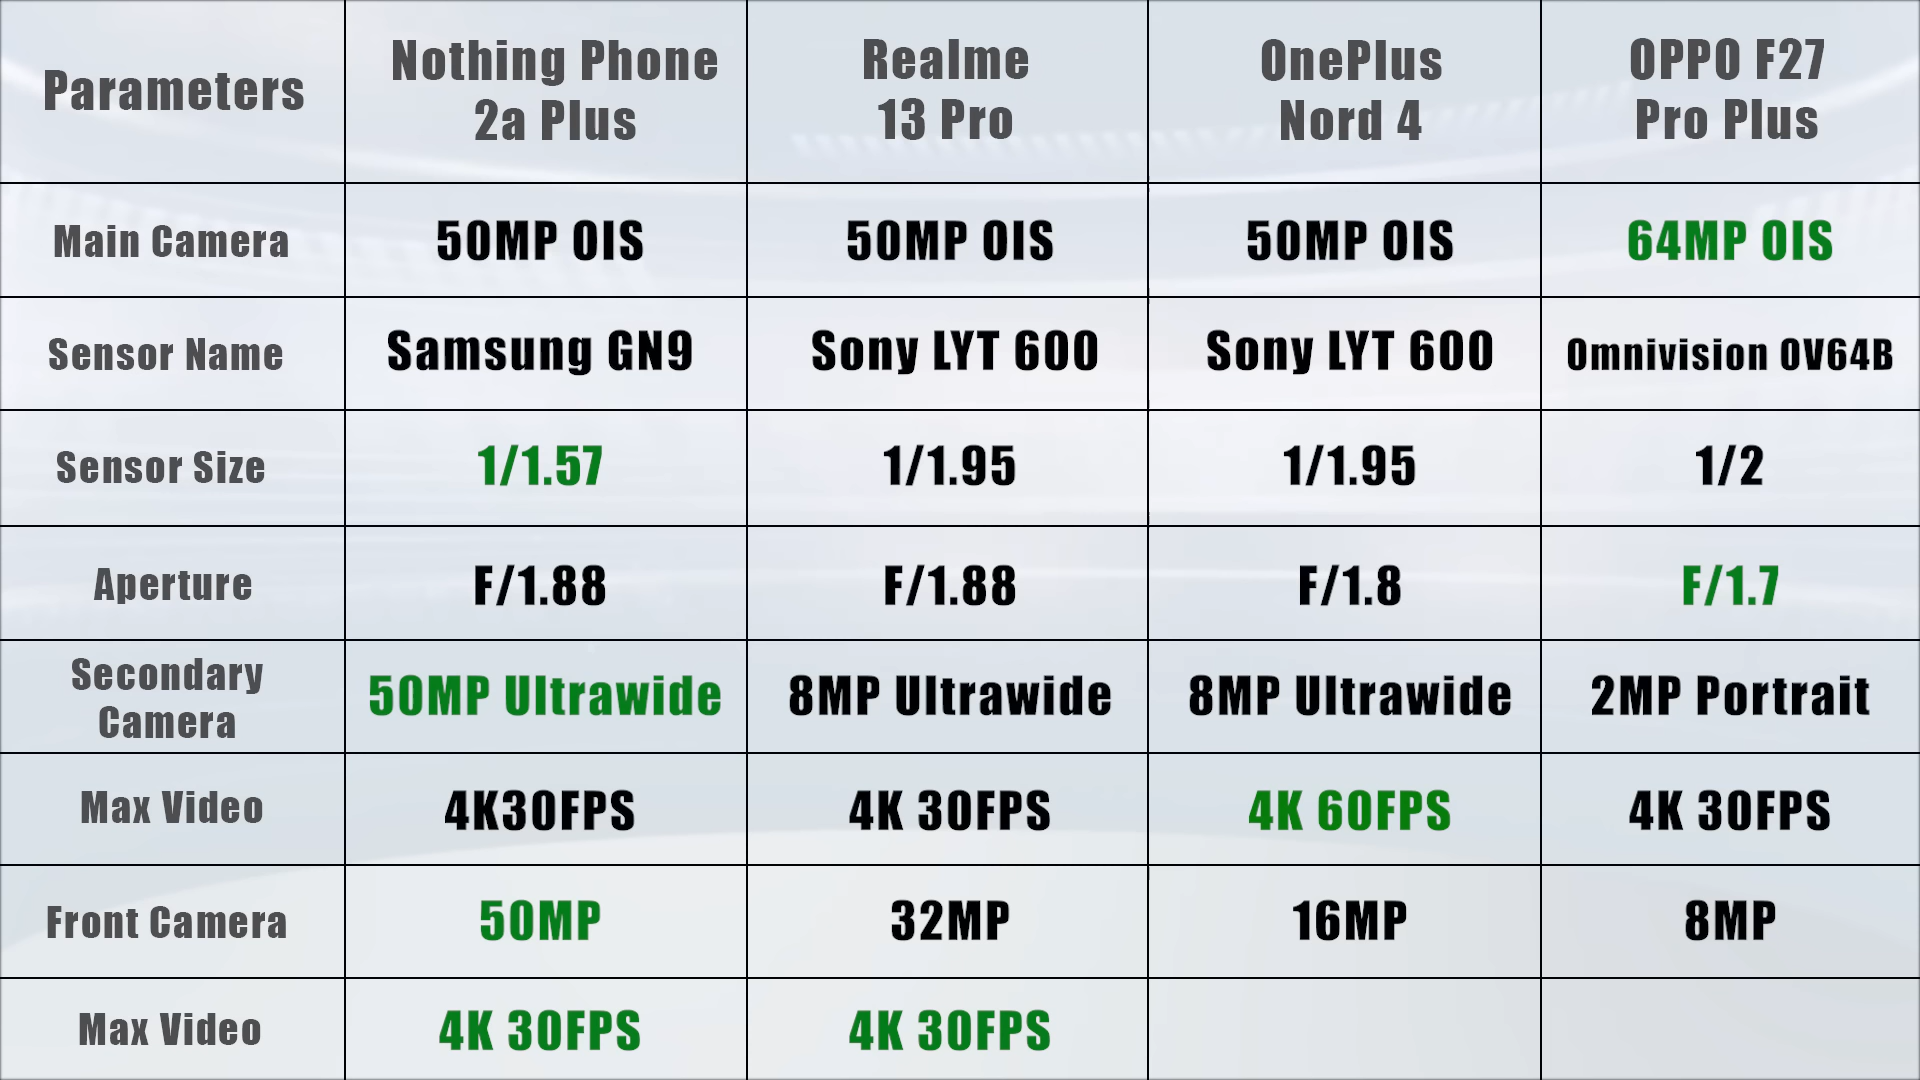 Parameters
Nothing Phone
2a Plus
Realme
13 Pro
OnePlus
Nord 4
OPPO F27
Pro Plus
Main Camera
50MP OIS
50MP OIS
50MP OIS
64MP OIS
Sensor Name
Samsung GN9
Sony LYT 600
Sony LYT 600
Omnivision OV64B
Sensor Size
1/1.57
1/1.95
1/1.95
1/2
Aperture
F/1.88
F/1.88
F/1.8
F/1.7
Secondary
Camera
50MP Ultrawide
8MP Ultrawide
8MP Ultrawide
2MP Portrait
Max Video
4K30FPS
4K 30FPS
4K 60FPS
4K 30FPS
Front Camera
50MP
32MP
16MP
8MP
Max Video
4K 30FPS
4K 30FPS